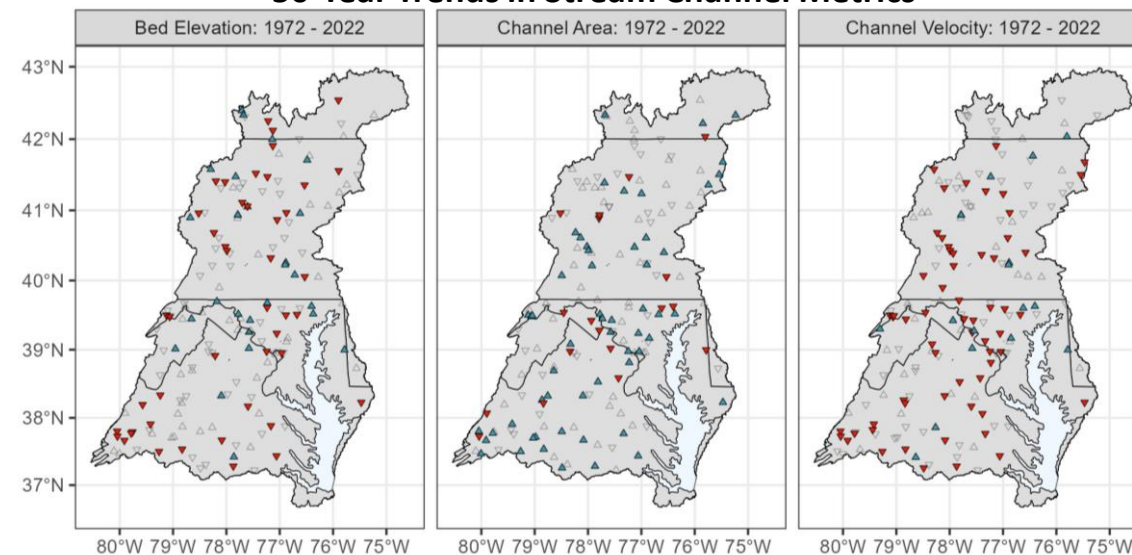 Year Trends in Stream Channel Metrics
Bed Elevation: 1972 - 2022
Channel Area: 1972 - 2022
Channel Velocity: 1972 - 2022
43°N
42°N
41°N
40°N
39°N
38°N
37°N
80°W 79°W 78°W 77°W 76°W 75°W
80°W 79°W 78°W 77°W 76°W 75°W
80°W 79°W 78°W 77°W 76°W 75°W